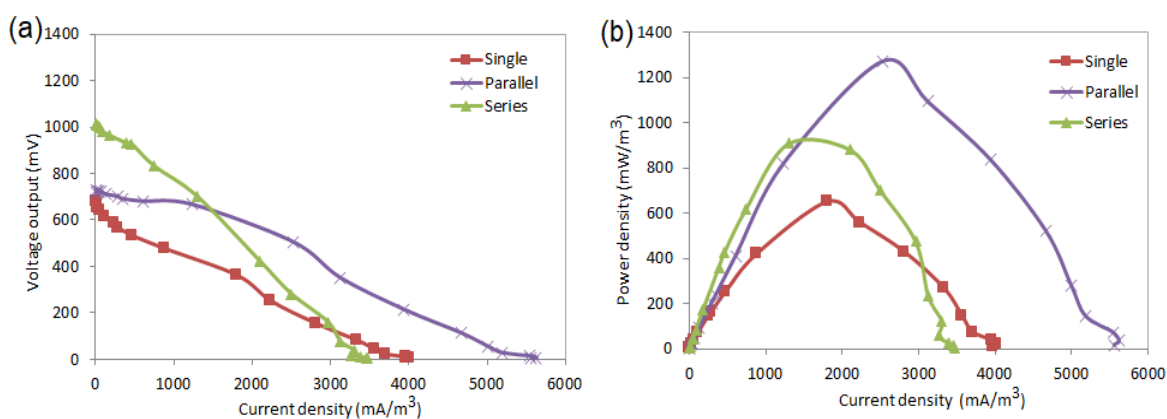 (a)
Voltage output (mV)
1400
1200
1000
800
600
400
200
0
0 1000 2000 3000 4000 5000 6000
Current density (mA/m³)
Single
Parallel
Series
(b)
Power density (mW/m³)
1400
1200
1000
800
600
400
200
0
0 1000 2000 3000 4000 5000 6000
Current density (mA/m³)
Single
Parallel
Series